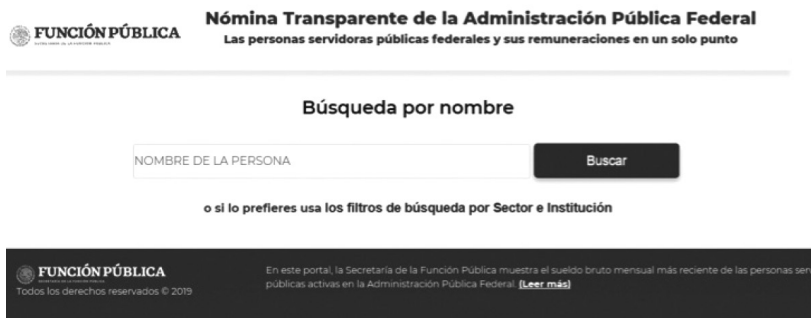 Nómina Transparente de la Administración Pública Federal
FUNCIÓN PÚBLICA
Las personas servidoras públicas federales y sus remuneraciones en un solo punto
Búsqueda por nombre
NOMBRE DE LA PERSONA
Buscar
o si lo prefieres usa los filtros de búsqueda por Sector e Institución
FUNCIÓN PÚBLICA
Todos los derechos reservados © 2019
En este portal, la Secretaría de la Función Pública muestra el sueldo bruto mensual más reciente de las personas ser
públicas activas en la Administración Pública Federal. (Leer más)